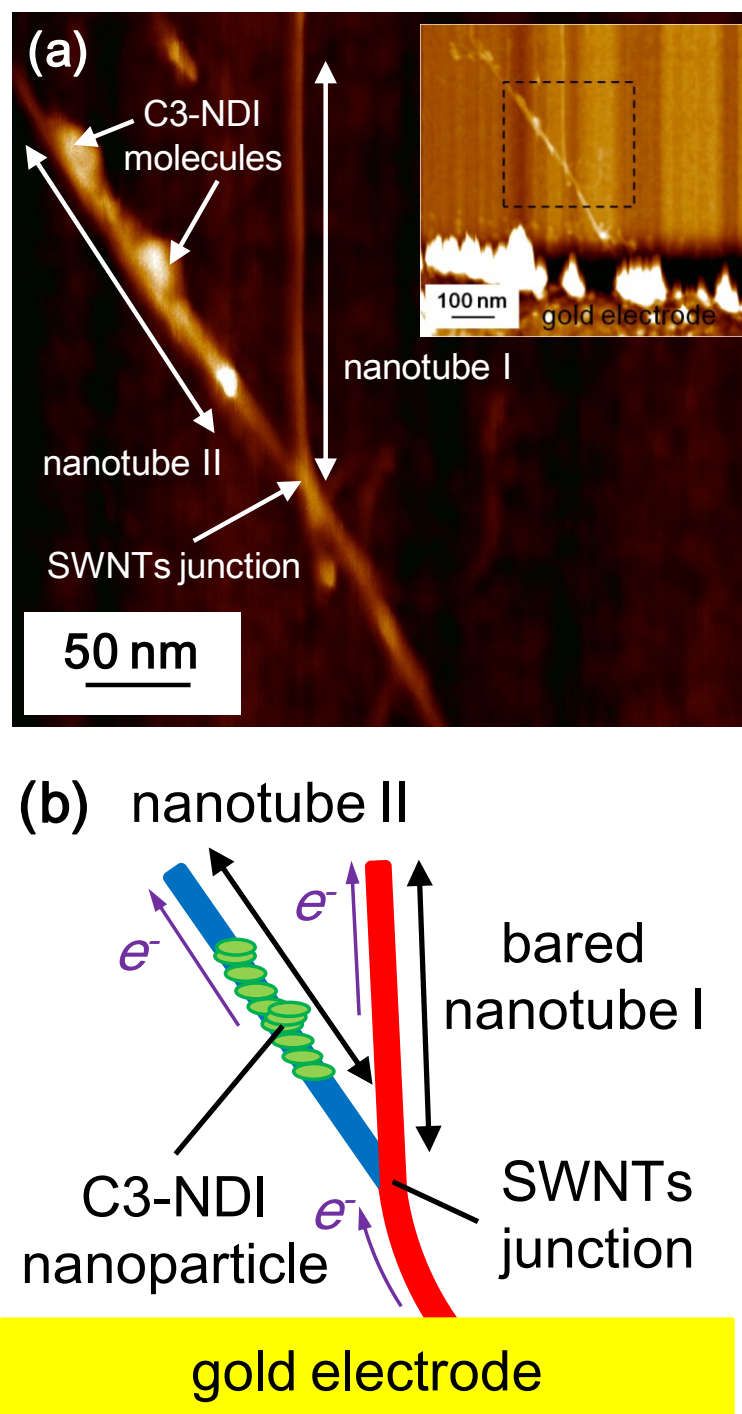 (a)
C3-NDI
molecules
100 nm
gold electrode
nanotube I
nanotube II
SWNTs junction
50 nm
(b) nanotube II
e-
e-
bared
nanotube I
C3-NDI
nanoparticle
e-
SWNTs
junction
gold electrode